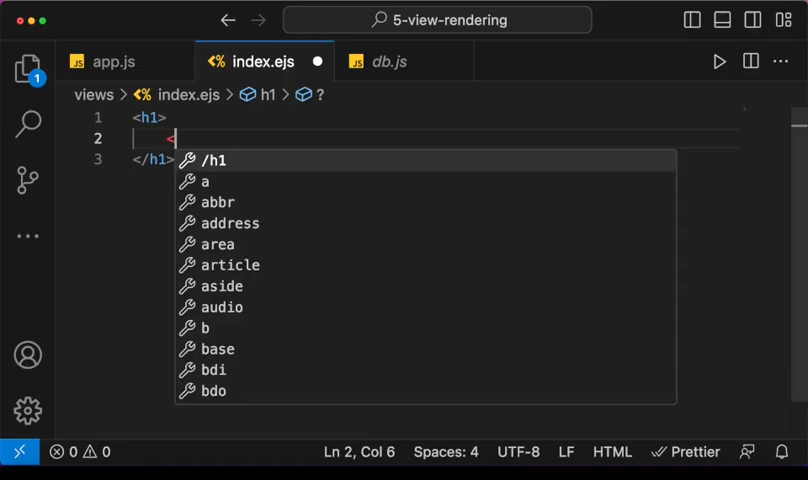 5-view-rendering
JS app.js
<% index.ejs
JS db.js
views > <% index.ejs > h1 > ?
1
1 <h1>
2 <
3 </h1>
/h1
a
abbr
address
area
article
aside
audio
b
base
bdi
bdo
0 0 Ln 2, Col 6 Spaces: 4 UTF-8 LF HTML Prettier